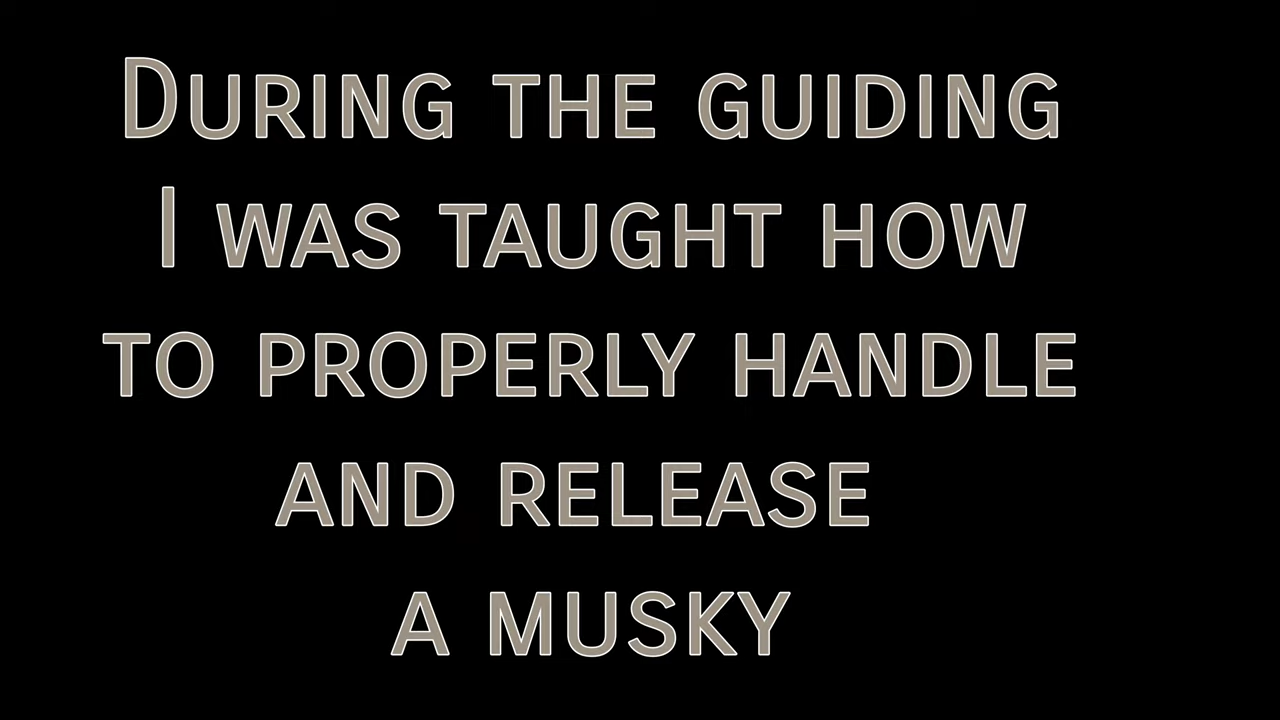 During the guiding
I was taught how
to properly handle
and release
a musky